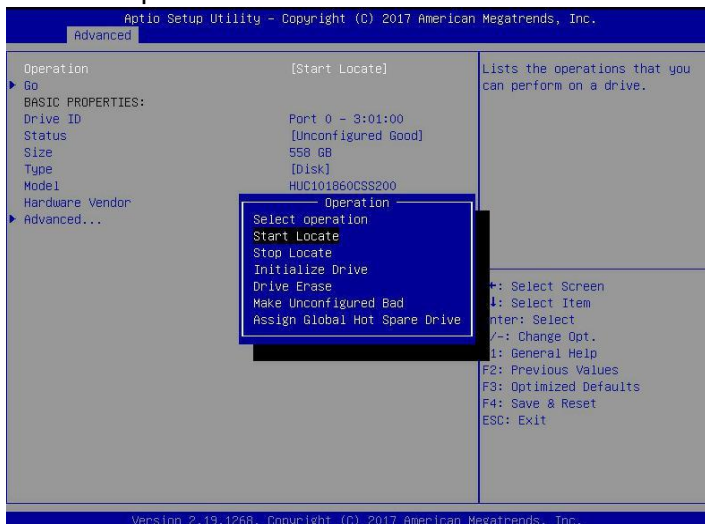 Aptio Setup Utility – Copyright (C) 2017 American Megatrends, Inc.
Advanced
Operation [Start Locate]
Go
BASIC PROPERTIES:
Drive ID Port 0 – 3:01:00
Status [Unconfigured Good]
Size 558 GB
Type [Disk]
Model HUC101860CSS200
Hardware Vendor
Advanced...
Operation
Select operation
Start Locate
Stop Locate
Initialize Drive
Drive Erase
Make Unconfigured Bad
Assign Global Hot Spare Drive
Lists the operations that you
can perform on a drive.
: Select Screen
: Select Item
nter: Select
/-: Change Opt.
1: General Help
F2: Previous Values
F3: Optimized Defaults
F4: Save & Reset
ESC: Exit
Version 2.19.1268. Copyright (C) 2017 American Megatrends, Inc.